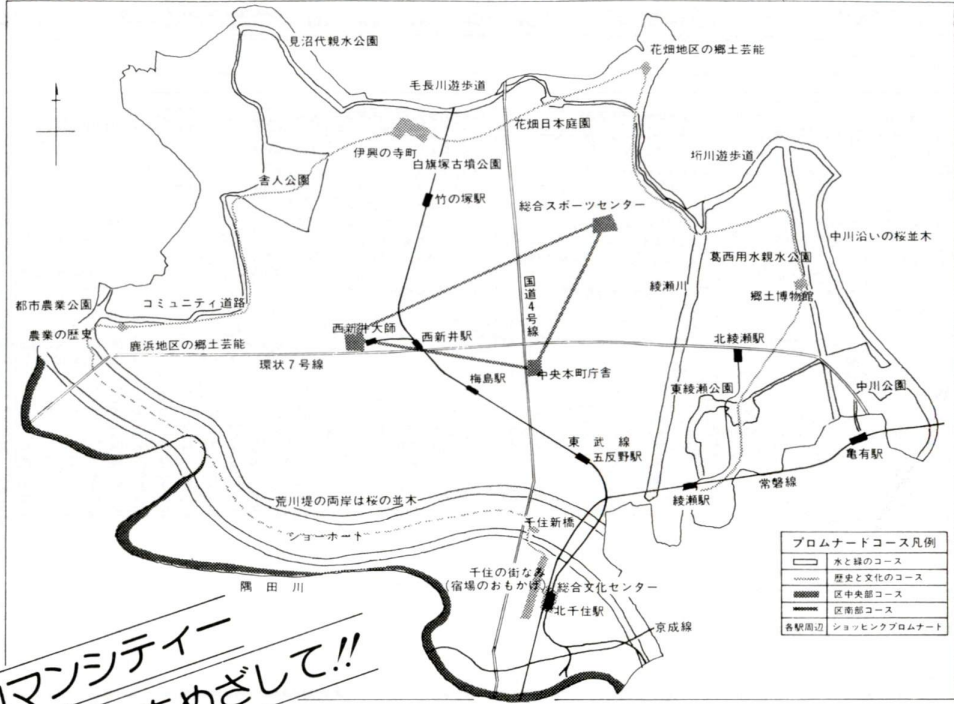 見沼代親水公園
花畑地区の郷土芸能
毛長川遊歩道
花畑日本庭園
伊興の寺町
白旗塚古墳公園
垳川遊歩道
舎人公園
竹の塚駅
総合スポーツセンター
中川沿いの桜並木
葛西用水親水公園
綾瀬川
郷土博物館
国道4号線
都市農業公園
コミュニティ道路
農業の歴史
鹿浜地区の郷土芸能
西新井大師
西新井駅
北綾瀬駅
環状7号線
中央本町庁舎
梅島駅
東綾瀬公園
中川公園
東武線
五反野駅
亀有駅
綾瀬駅
常磐線
荒川堤の両岸は桜の並木
ショーボート
千住新橋
千住の街なみ
(宿場のおもかげ)
総合文化センター
北千住駅
隅田川
京成線
プロムナードコース凡例
水と緑のコース
歴史と文化のコース
区中央部コース
区南部コース
各駅周辺 ショッピングプロムナード
マンシティー
めざして!!